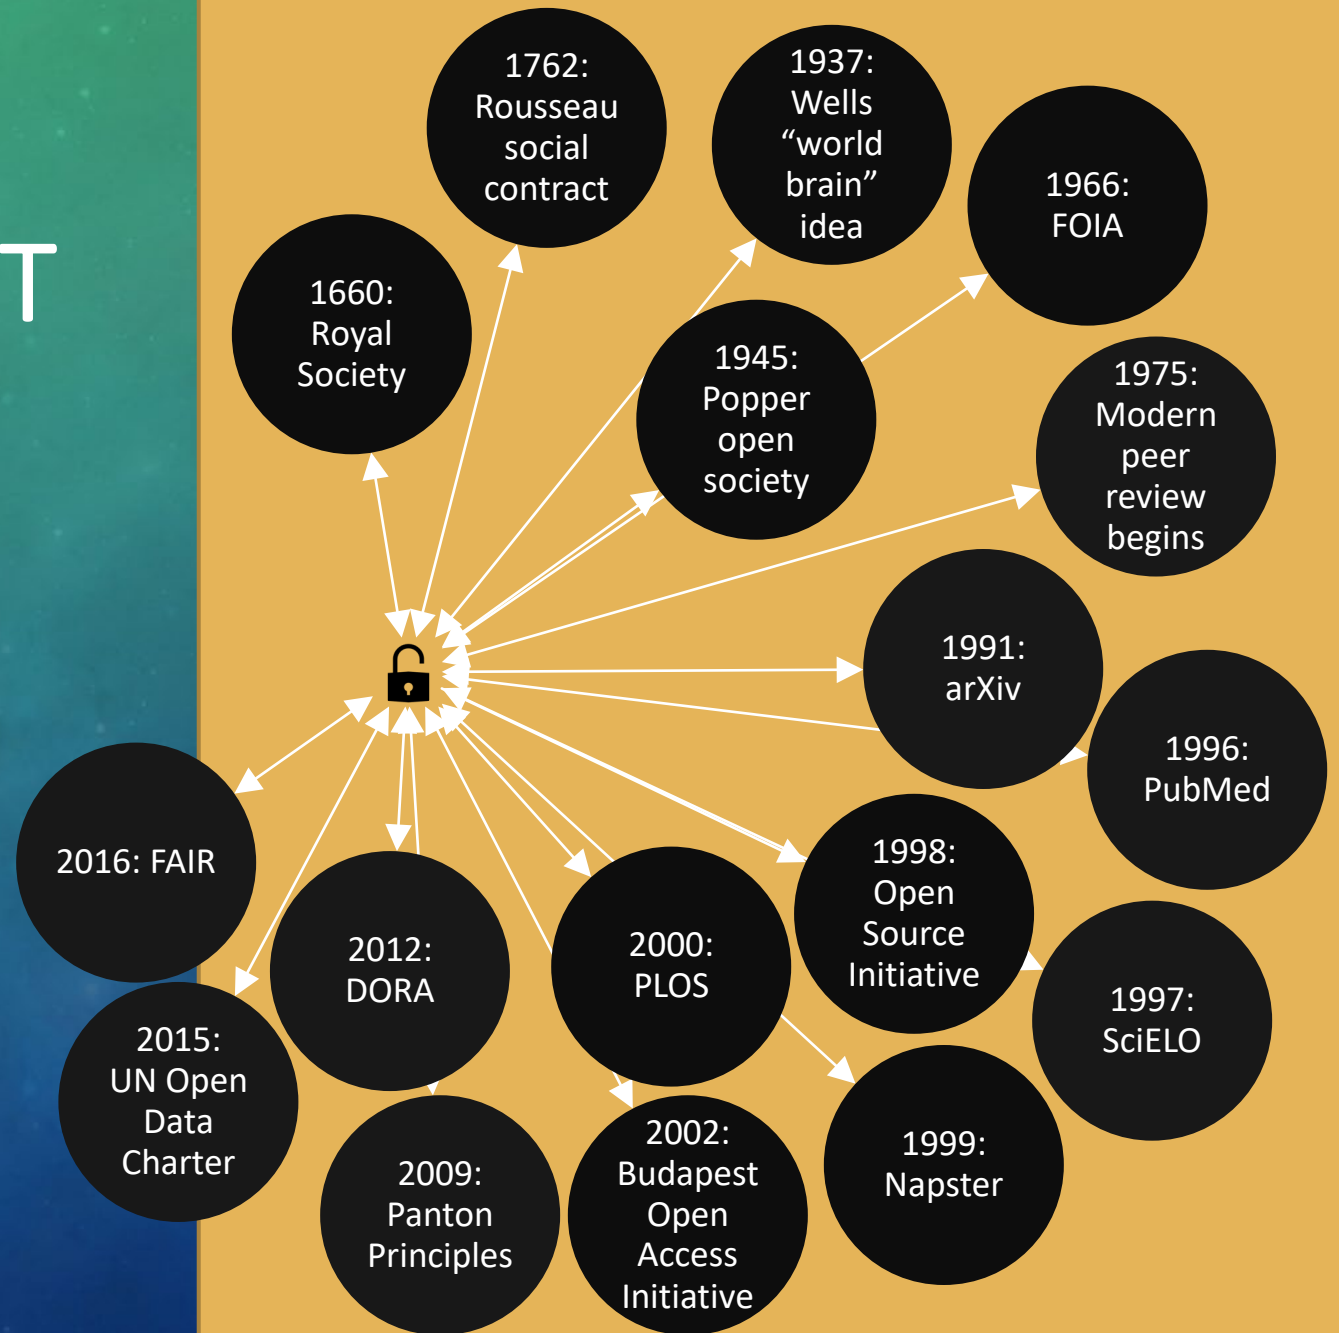 T
1660:
Royal
Society
1762:
Rousseau
social
contract
1937:
Wells
“world
brain”
idea
1945:
Popper
open
society
1966:
FOIA
1975:
Modern
peer
review
begins
1991:
arXiv
1996:
PubMed
1997:
SciELO
1998:
Open
Source
Initiative
1999:
Napster
2000:
PLOS
2002:
Budapest
Open
Access
Initiative
2009:
Panton
Principles
2012:
DORA
2015:
UN Open
Data
Charter
2016: FAIR